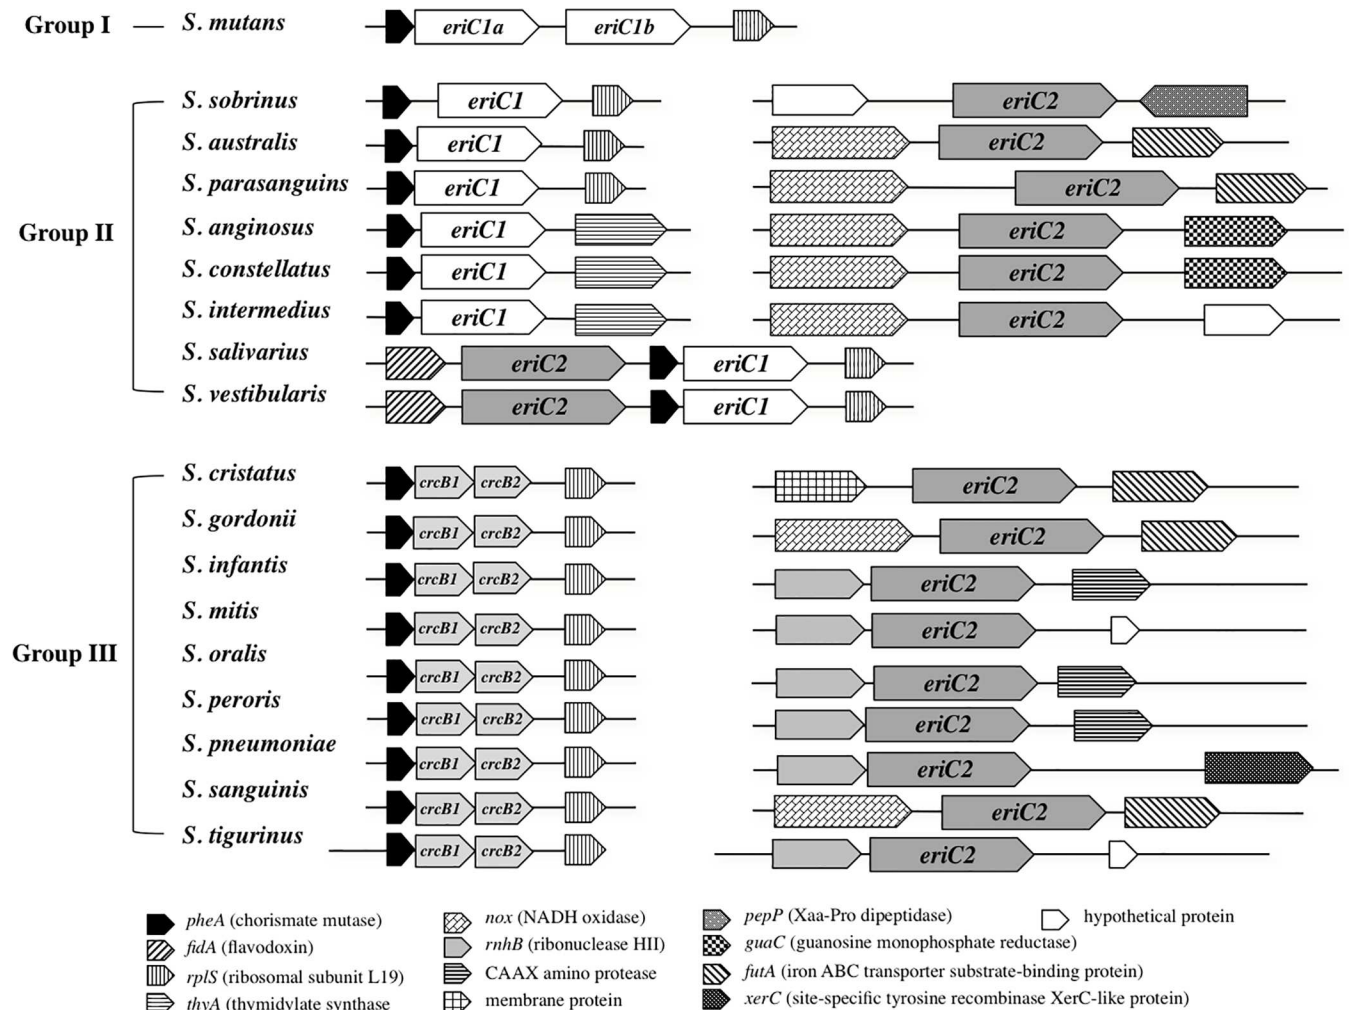 Group I
S. mutans
eriC1a eriC1b
Group II
S. sobrinus
eriC1 eriC2
S. australis
eriC1 eriC2
S. parasanguins
eriC1 eriC2
S. anginosus
eriC1 eriC2
S. constellatus
eriC1 eriC2
S. intermedius
eriC1 eriC2
S. salivarius
eriC2 eriC1
S. vestibularis
eriC2 eriC1
Group III
S. cristatus
crcB1 crcB2 eriC2
S. gordonii
crcB1 crcB2 eriC2
S. infantis
crcB1 crcB2 eriC2
S. mitis
crcB1 crcB2 eriC2
S. oralis
crcB1 crcB2 eriC2
S. peroris
crcB1 crcB2 eriC2
S. pneumoniae
crcB1 crcB2 eriC2
S. sanguinis
crcB1 crcB2 eriC2
S. tigurinus
crcB1 crcB2 eriC2
pheA (chorismate mutase)
fidA (flavodoxin)
rplS (ribosomal subunit L19)
thyA (thymidylate synthase
nox (NADH oxidase)
rnhB (ribonuclease HII)
CAAX amino protease
membrane protein
pepP (Xaa-Pro dipeptidase)
guaC (guanosine monophosphate reductase)
futA (iron ABC transporter substrate-binding protein)
xerC (site-specific tyrosine recombinase XerC-like protein)
hypothetical protein